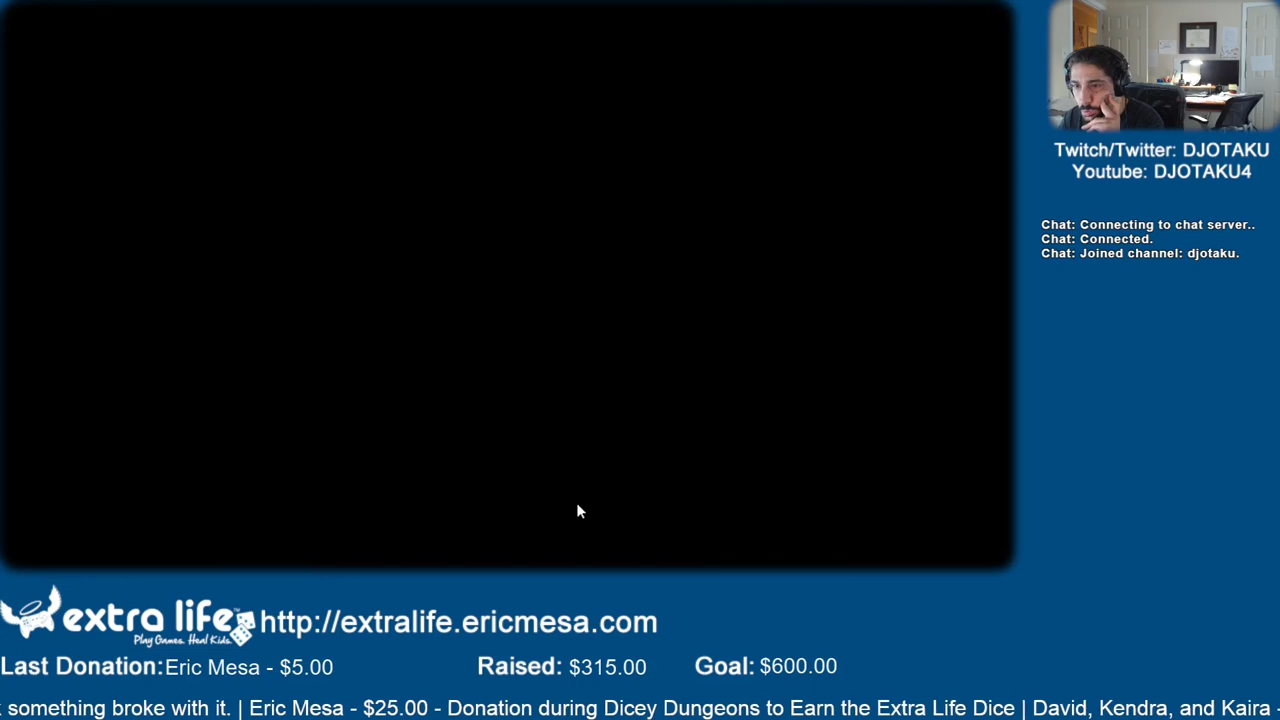 Twitch/Twitter: DJOTAKU
Youtube: DJOTAKU4
Chat: Connecting to chat server..
Chat: Connected.
Chat: Joined channel: djotaku.
extra life
Play Games. Heal Kids.
http://extralife.ericmesa.com
Last Donation: Eric Mesa - $5.00 Raised: $315.00 Goal: $600.00
something broke with it. | Eric Mesa - $25.00 - Donation during Dicey Dungeons to Earn the Extra Life Dice | David, Kendra, and Kaira -